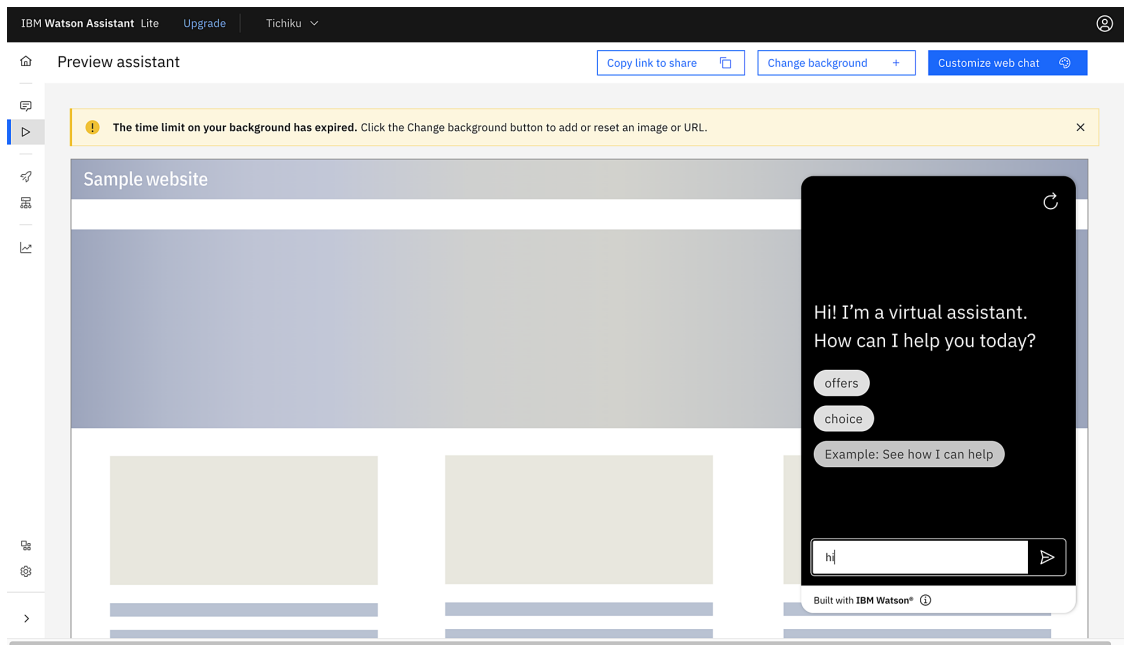 IBM Watson Assistant Lite Upgrade Tichiku
Preview assistant
Copy link to share
Change background +
Customize web chat
The time limit on your background has expired. Click the Change background button to add or reset an image or URL.
Sample website
Hi! I'm a virtual assistant.
How can I help you today?
offers
choice
Example: See how I can help
hi
Built with IBM Watson®